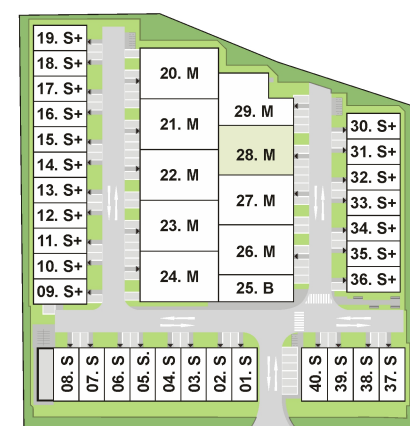 19. S+
18. S+
17. S+
16. S+
15. S+
14. S+
13. S+
12. S+
11. S+
10. S+
09. S+
20. M
21. M
22. M
23. M
24. M
29. M
28. M
27. M
26. M
25. B
30. S+
31. S+
32. S+
33. S+
34. S+
35. S+
36. S+
08. S
07. S
06. S
05. S.
04. S
03. S
02. S
01. S
40. S
39. S
38. S
37. S